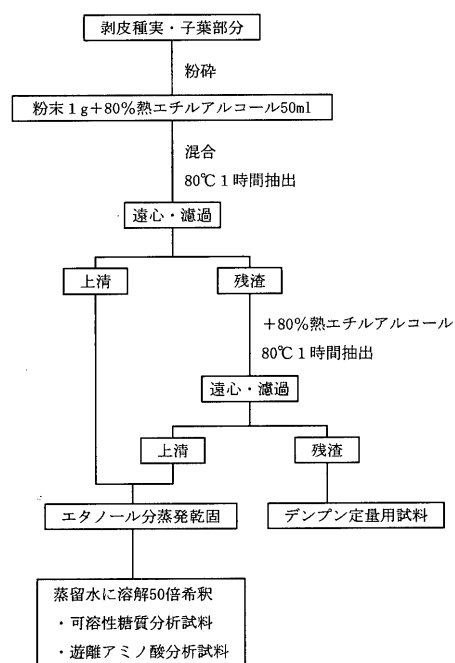 剥皮種実・子葉部分
粉砕
粉末1g+80%熱エチルアルコール50ml
混合
80℃1時間抽出
遠心・濾過
上清
残渣
+80%熱エチルアルコール
80℃1時間抽出
遠心・濾過
上清
残渣
エタノール分蒸発乾固
デンプン定量用試料
蒸留水に溶解50倍希釈
・可溶性糖質分析試料
・遊離アミノ酸分析試料